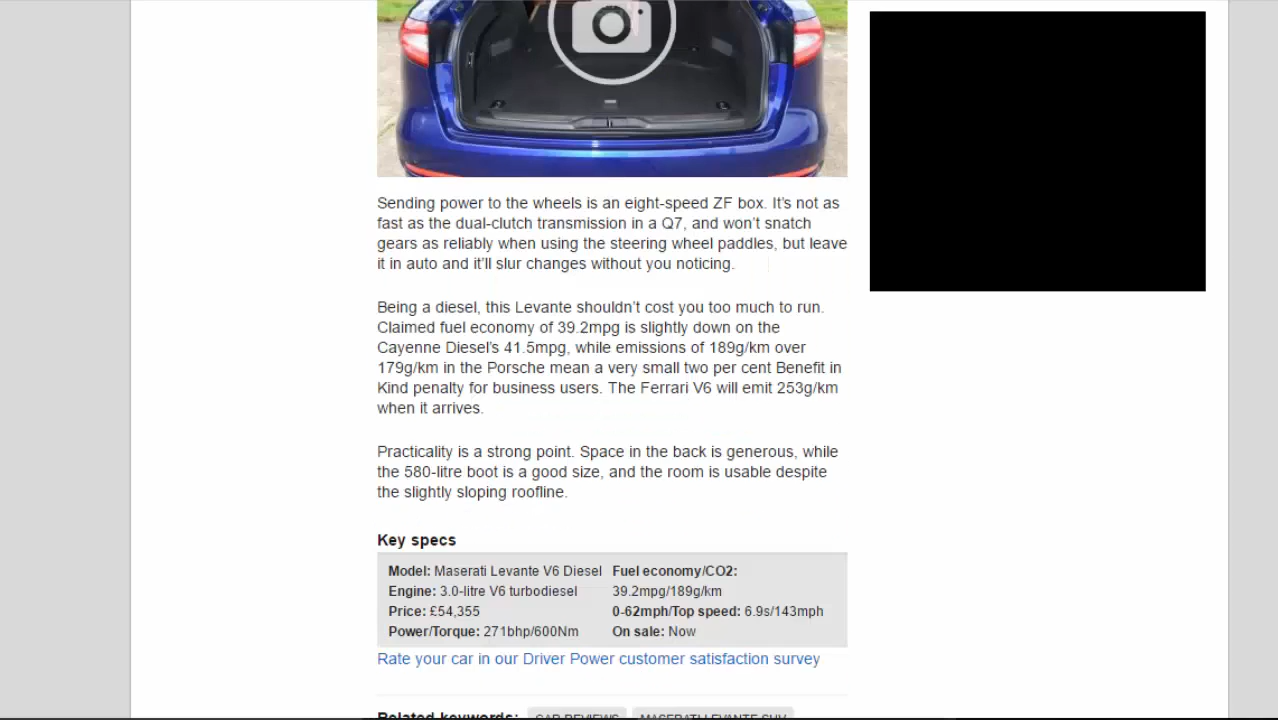 Sending power to the wheels is an eight-speed ZF box. It's not as
fast as the dual-clutch transmission in a Q7, and won't snatch
gears as reliably when using the steering wheel paddles, but leave
it in auto and it'll slur changes without you noticing.
Being a diesel, this Levante shouldn't cost you too much to run.
Claimed fuel economy of 39.2mpg is slightly down on the
Cayenne Diesel's 41.5mpg, while emissions of 189g/km over
179g/km in the Porsche mean a very small two per cent Benefit in
Kind penalty for business users. The Ferrari V6 will emit 253g/km
when it arrives.
Practicality is a strong point. Space in the back is generous, while
the 580-litre boot is a good size, and the room is usable despite
the slightly sloping roofline.
Key specs
Model: Maserati Levante V6 Diesel
Engine: 3.0-litre V6 turbodiesel
Price: £54,355
Power/Torque: 271bhp/600Nm
Fuel economy/CO2:
39.2mpg/189g/km
0-62mph/Top speed: 6.9s/143mph
On sale: Now
Rate your car in our Driver Power customer satisfaction survey
Related keywords: CAR REVIEWS MASERATI LEVANTE SUV